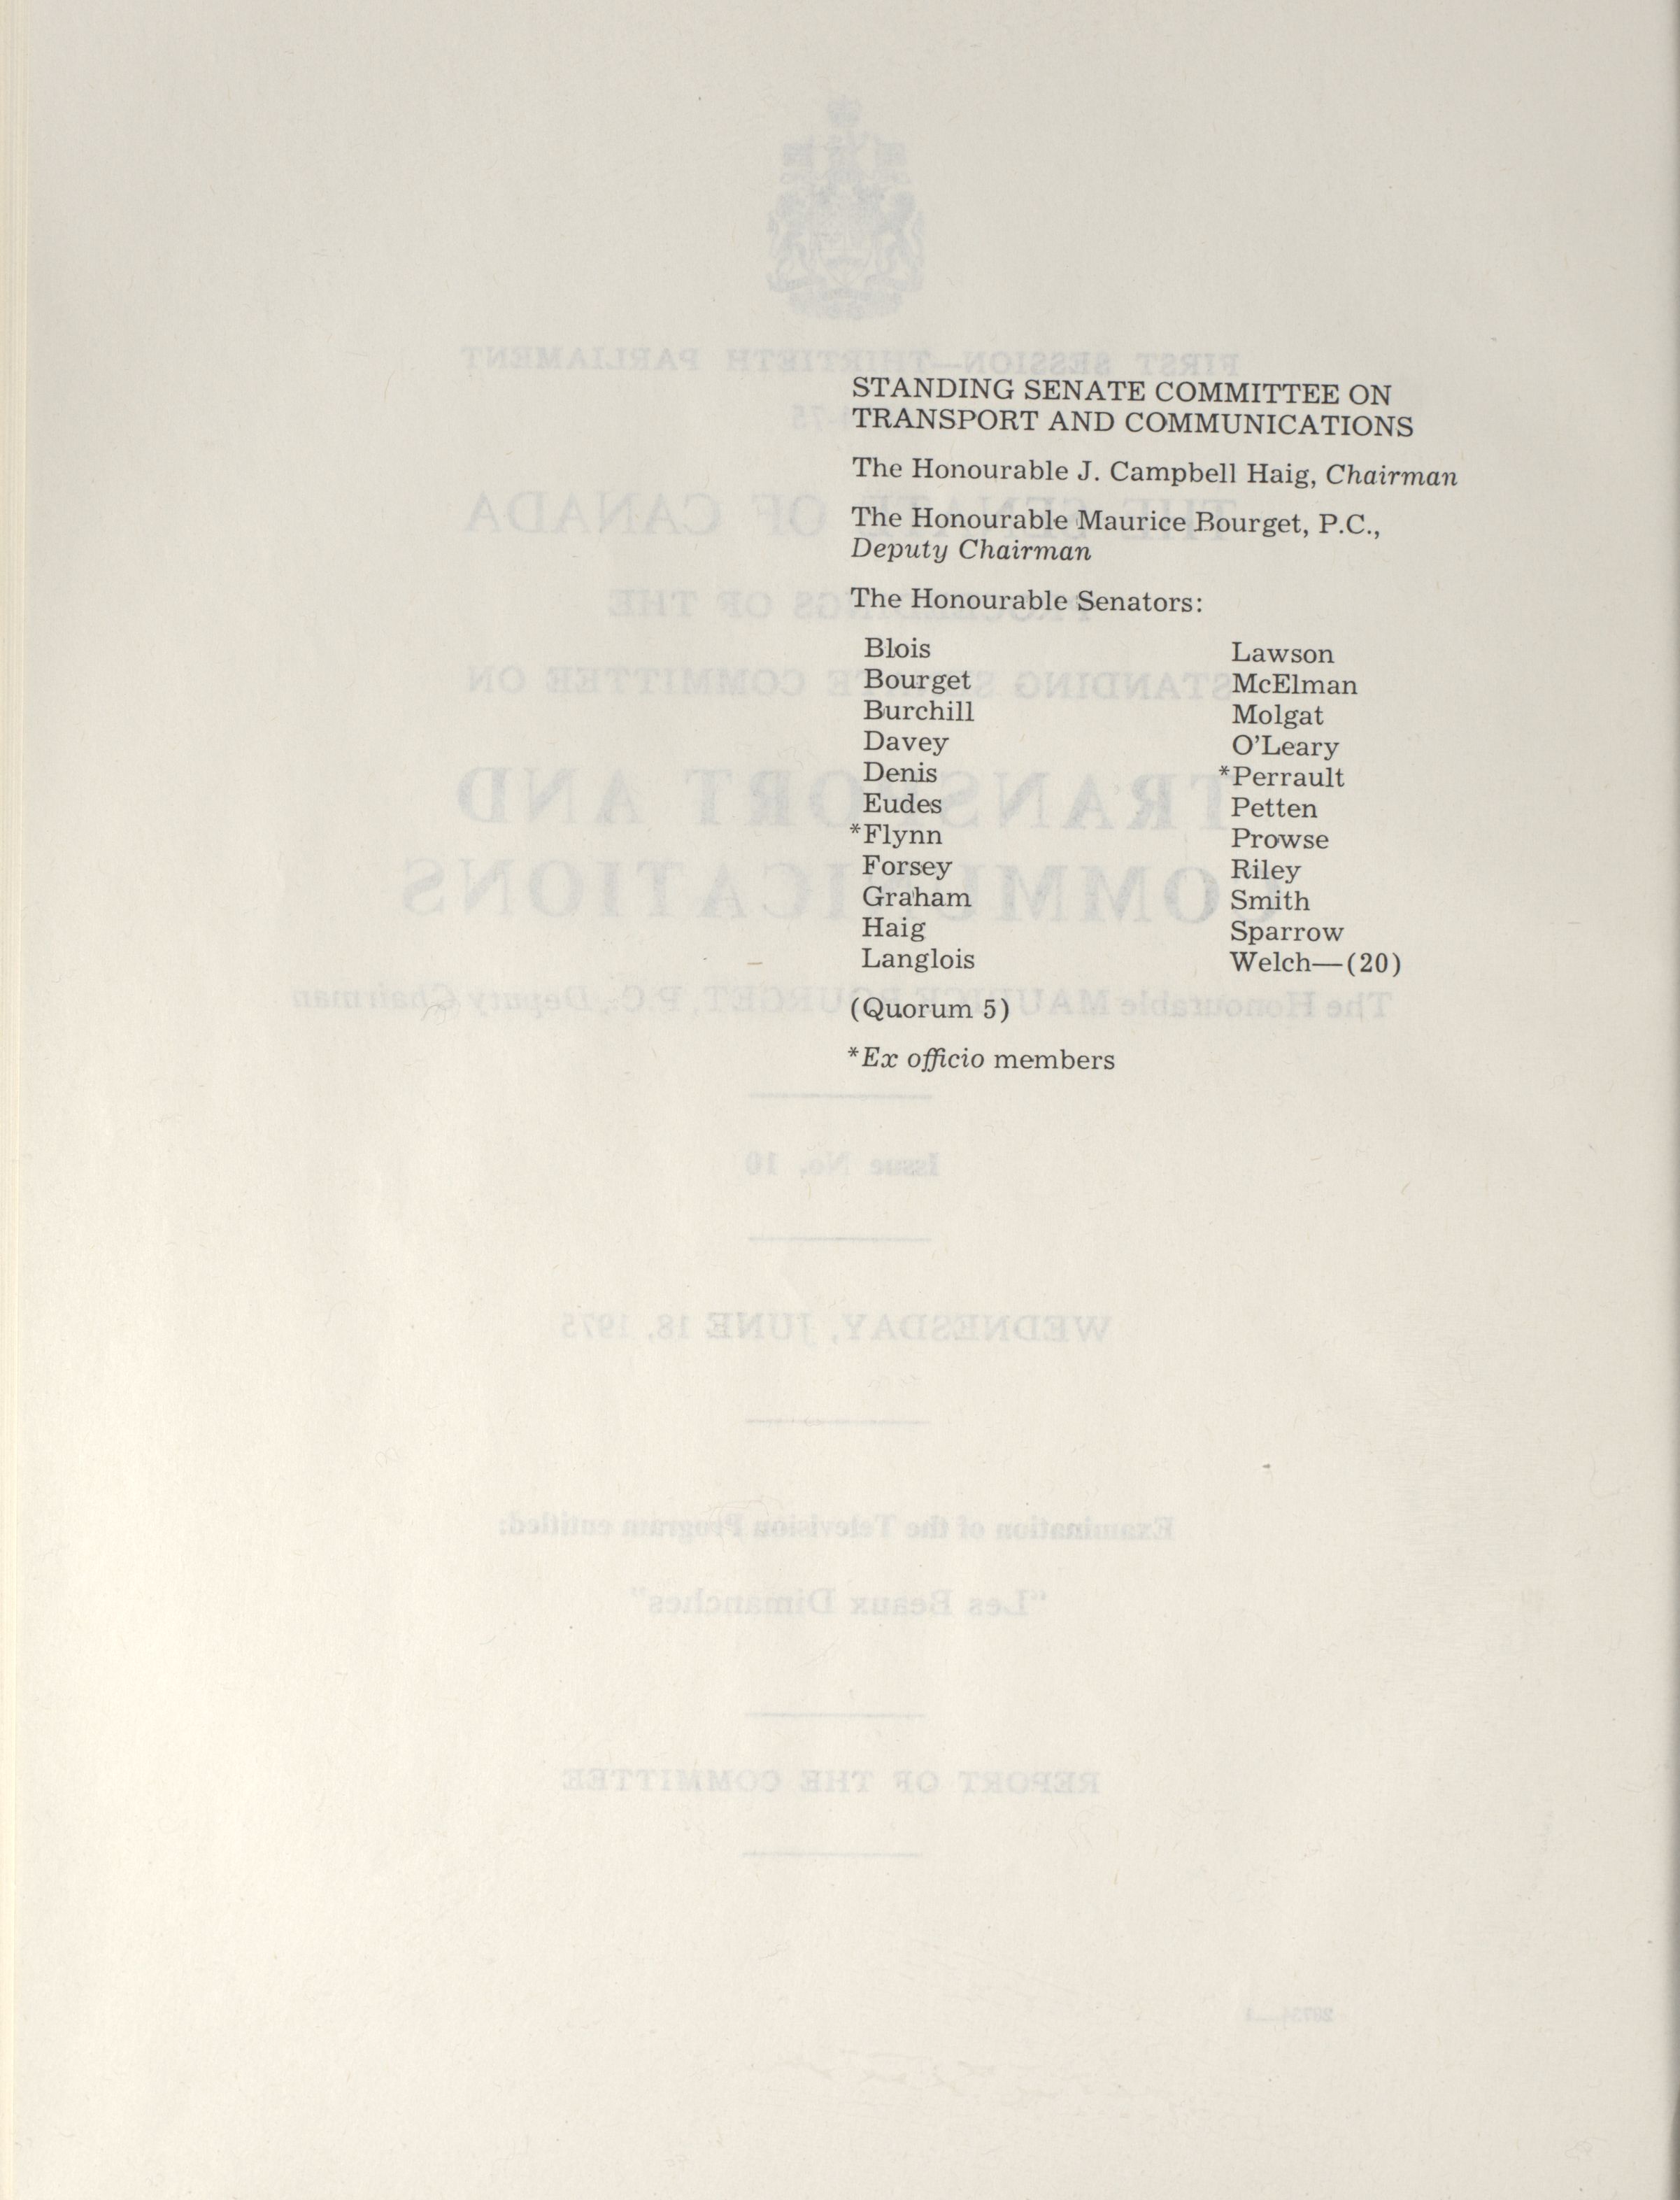 STANDING SENATE COMMITTEE ON
TRANSPORT AND COMMUNICATIONS
The Honourable J. Campbell Haig, Chairman
The Honourable Maurice Bourget, P.C.,
Deputy Chairman
The Honourable Senators:
Blois
Bourget
Burchill
Davey
Denis
Eudes
*Flynn
Forsey
Graham
Haig
Langlois
Lawson
McElman
Molgat
O'Leary
*Perrault
Petten
Prowse
Riley
Smith
Sparrow
Welch—(20)
(Quorum 5)
*Ex officio members